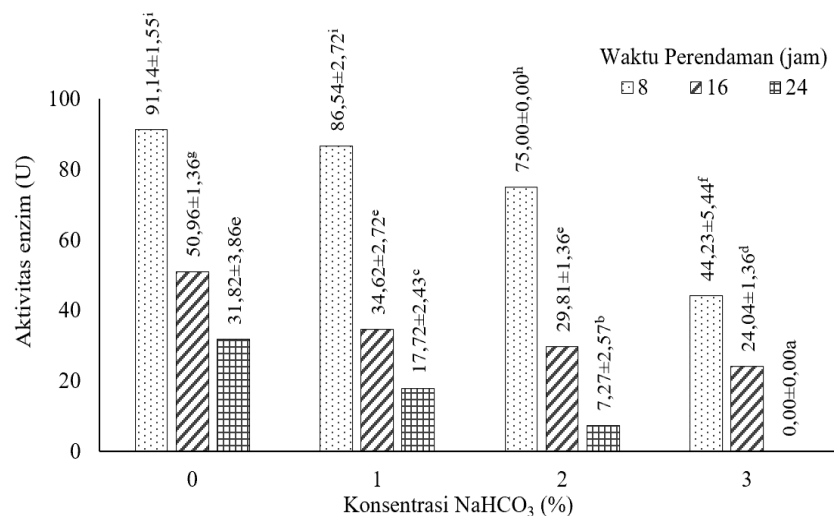 Waktu Perendaman (jam)
8 16 24
Aktivitas enzim (U)
100
80
60
40
20
0
91,14±1,55ⁱ
50,96±1,36ᵍ
31,82±3,86e
86,54±2,72ⁱ
34,62±2,72ᵉ
17,72±2,43ᶜ
75,00±0,00ʰ
29,81±1,36ᵉ
7,27±2,57ᵇ
44,23±5,44ᶠ
24,04±1,36ᵈ
0,00±0,00a
0 1 2 3
Konsentrasi NaHCO₃ (%)